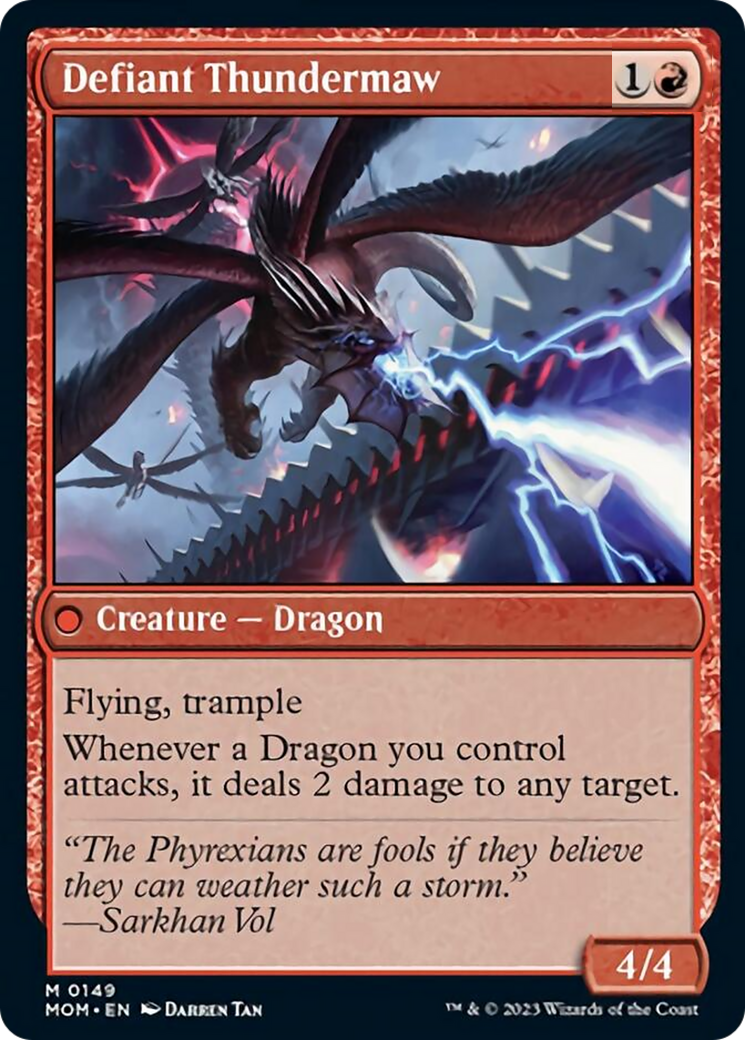 Defiant Thundermaw 1
Creature — Dragon
Flying, trample
Whenever a Dragon you control
attacks, it deals 2 damage to any target.
“The Phyrexians are fools if they believe
they can weather such a storm.”
—Sarkhan Vol
4/4
M 0149
MOM • EN Darren Tan
™ & © 2023 Wizards of the Coast